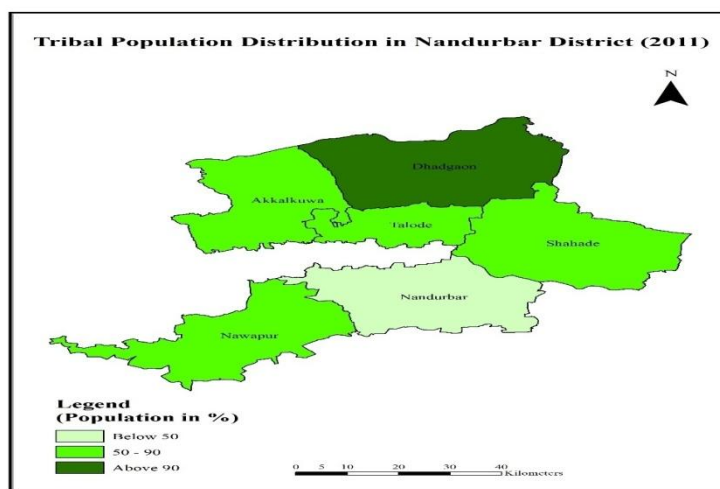 Tribal Population Distribution in Nandurbar District (2011)
N
Dhadgaon
Akkalkuwa
Talode
Shahade
Nandurbar
Nawapur
Legend
(Population in %)
Below 50
50 - 90
Above 90
0 5 10 20 30 40
Kilometers